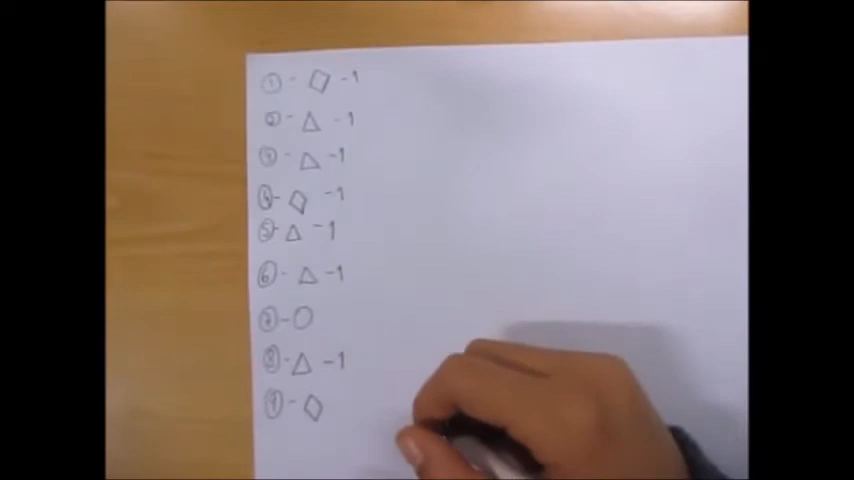 ① - ◇ - 1
② - △ - 1
③ - △ - 1
④ - ◇ - 1
⑤ - △ - 1
⑥ - △ - 1
⑦ - ○
⑧ - △ - 1
⑨ - ◇